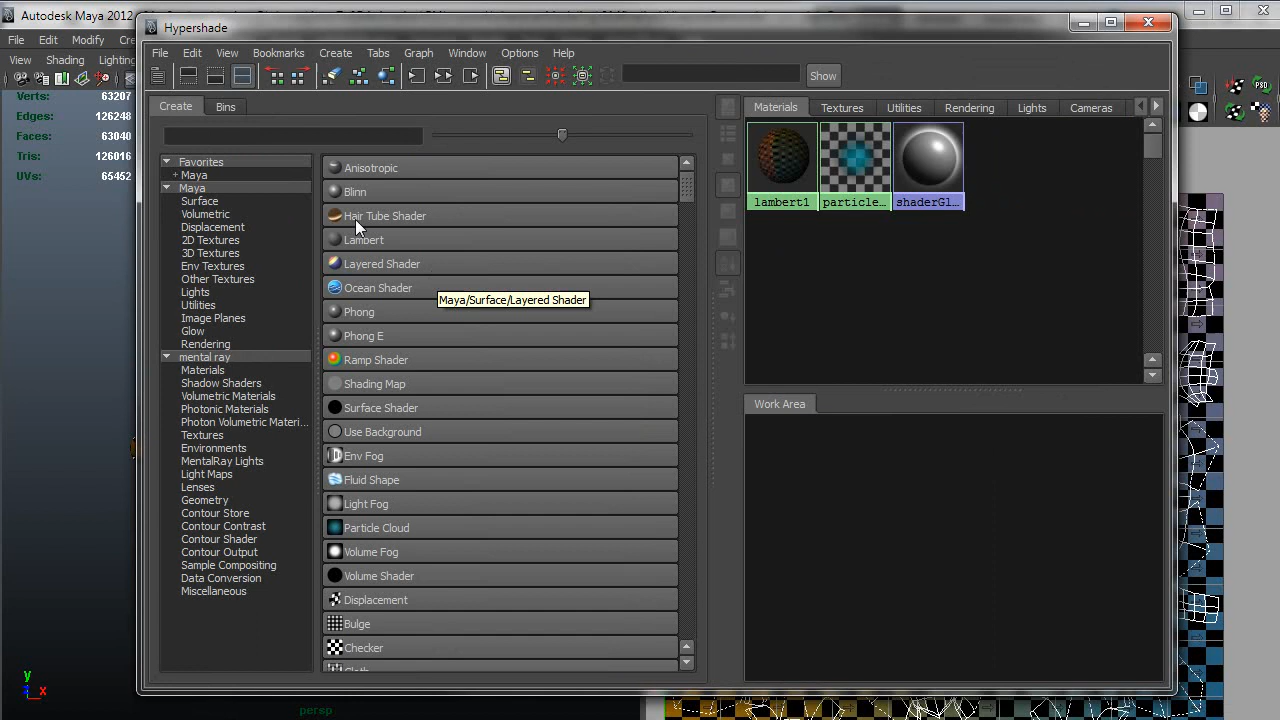 Autodesk Maya 2012
File Edit Modify Cre
View Shading Lighting
Verts: 63207
Edges: 126248
Faces: 63040
Tris: 126016
UVs: 65452
Hypershade
File Edit View Bookmarks Create Tabs Graph Window Options Help
Show
Create Bins
Favorites
+ Maya
Maya
Surface
Volumetric
Displacement
2D Textures
3D Textures
Env Textures
Other Textures
Lights
Utilities
Image Planes
Glow
Rendering
mental ray
Materials
Shadow Shaders
Volumetric Materials
Photonic Materials
Photon Volumetric Materi...
Textures
Environments
MentalRay Lights
Light Maps
Lenses
Geometry
Contour Store
Contour Contrast
Contour Shader
Contour Output
Sample Compositing
Data Conversion
Miscellaneous
Anisotropic
Blinn
Hair Tube Shader
Lambert
Layered Shader
Ocean Shader
Maya/Surface/Layered Shader
Phong
Phong E
Ramp Shader
Shading Map
Surface Shader
Use Background
Env Fog
Fluid Shape
Light Fog
Particle Cloud
Volume Fog
Volume Shader
Displacement
Bulge
Checker
Cloth
Materials Textures Utilities Rendering Lights Cameras
lambert1 particle... shaderGl...
Work Area
PSD
y
z x
persp